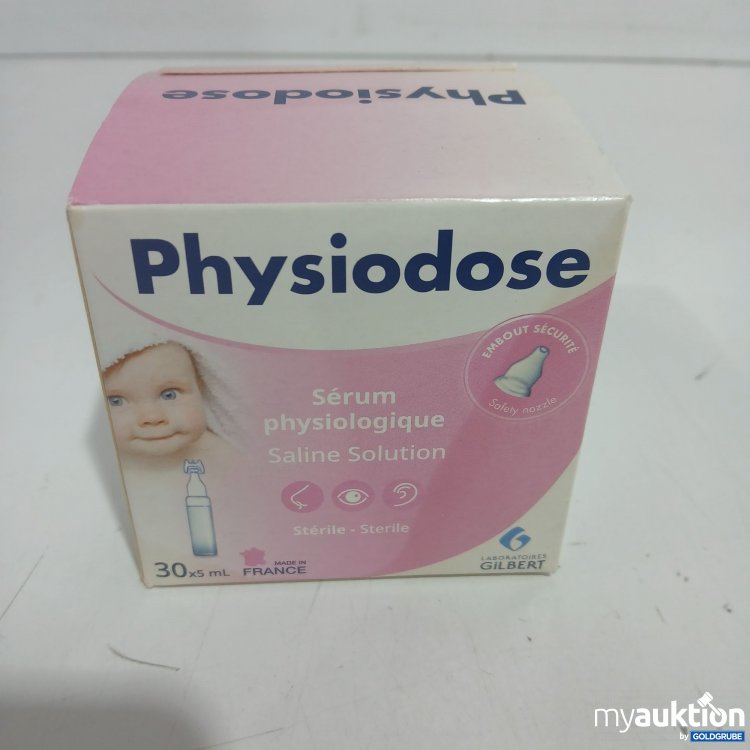 Physiodose
Physiodose
EMBOUT SÉCURITÉ
Safety nozzle
Sérum
physiologique
Saline Solution
Stérile - Sterile
30x5 mL
MADE IN
FRANCE
LABORATOIRES
GILBERT
myauktion
by GOLDGRUBE